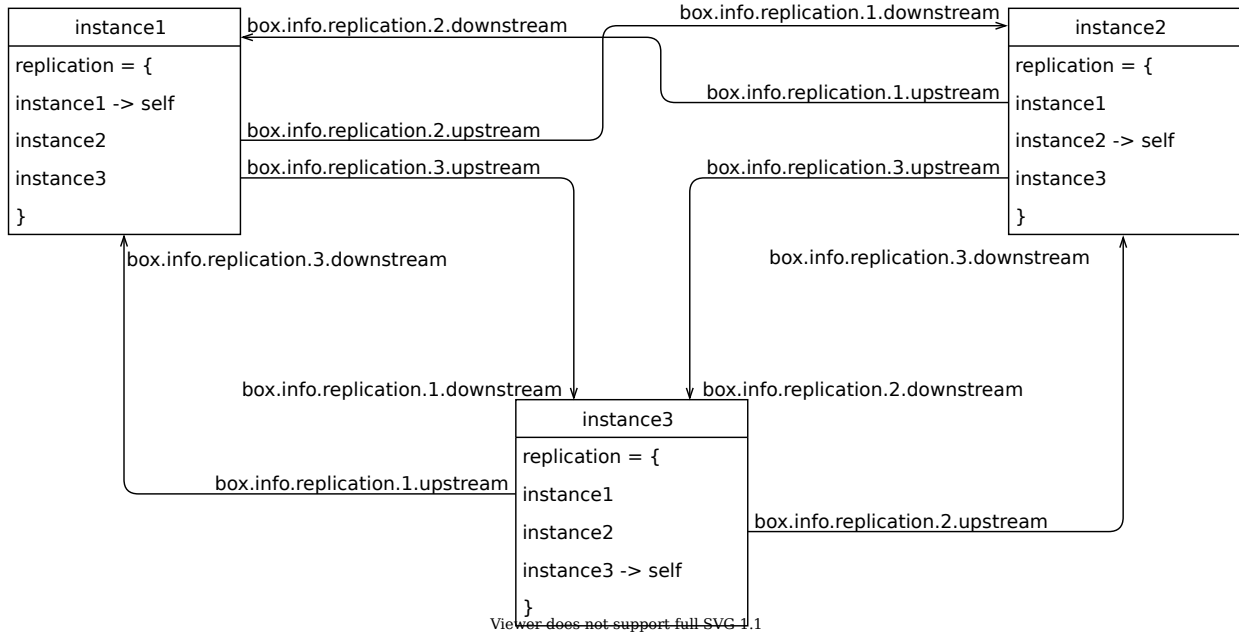 instance1
replication = {
instance1 -> self
instance2
instance3
}
box.info.replication.2.downstream
box.info.replication.1.downstream
instance2
replication = {
instance1
instance2 -> self
instance3
}
box.info.replication.1.upstream
box.info.replication.2.upstream
box.info.replication.3.upstream
box.info.replication.3.upstream
box.info.replication.3.downstream
box.info.replication.3.downstream
box.info.replication.1.downstream
box.info.replication.2.downstream
instance3
replication = {
instance1
instance2
instance3 -> self
}
box.info.replication.1.upstream
box.info.replication.2.upstream
Viewer does not support full SVG 1.1